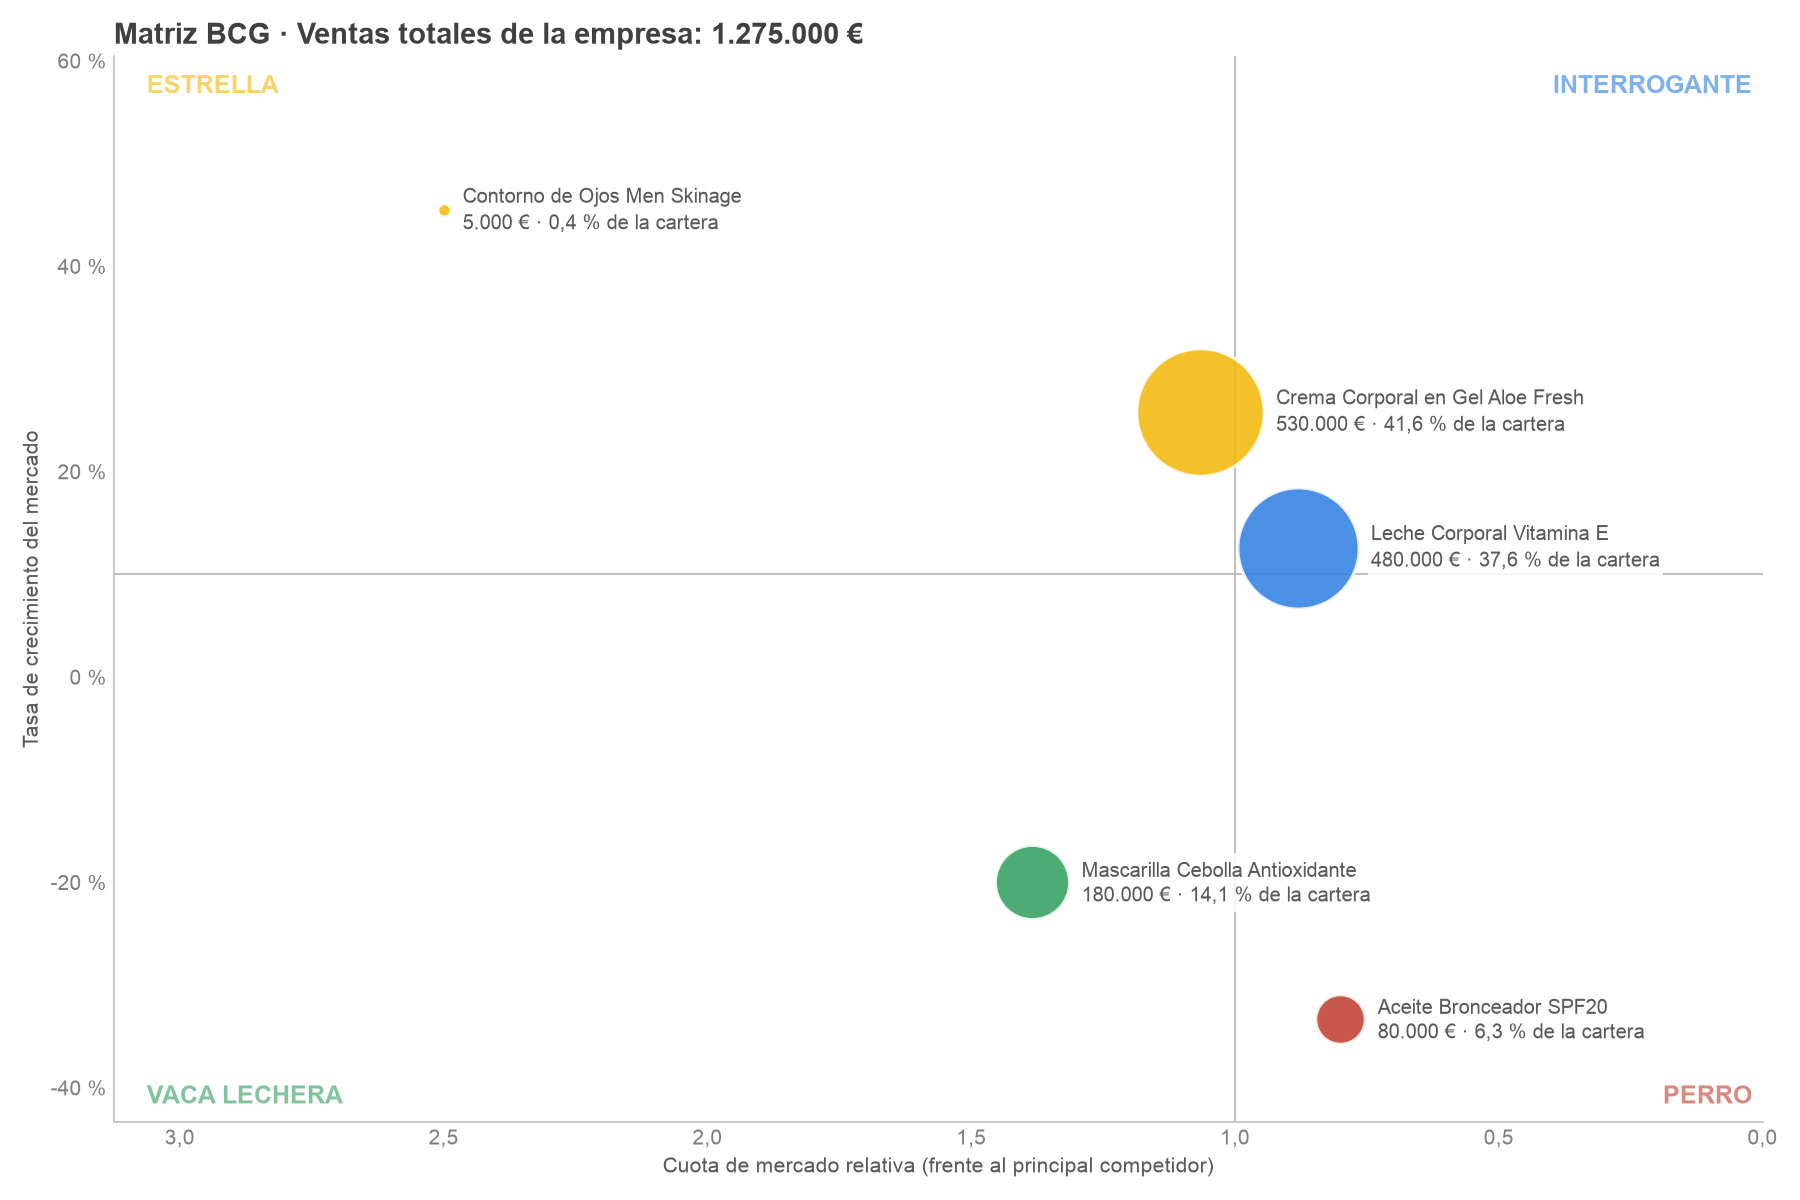 Matriz BCG · Ventas totales de la empresa: 1.275.000 €
60 %
40 %
20 %
0 %
-20 %
-40 %
Tasa de crecimiento del mercado
ESTRELLA
INTERROGANTE
Contorno de Ojos Men Skinage
5.000 € · 0,4 % de la cartera
Crema Corporal en Gel Aloe Fresh
530.000 € · 41,6 % de la cartera
Leche Corporal Vitamina E
480.000 € · 37,6 % de la cartera
Mascarilla Cebolla Antioxidante
180.000 € · 14,1 % de la cartera
Aceite Bronceador SPF20
80.000 € · 6,3 % de la cartera
VACA LECHERA
PERRO
3,0
2,5
2,0
1,5
1,0
0,5
0,0
Cuota de mercado relativa (frente al principal competidor)